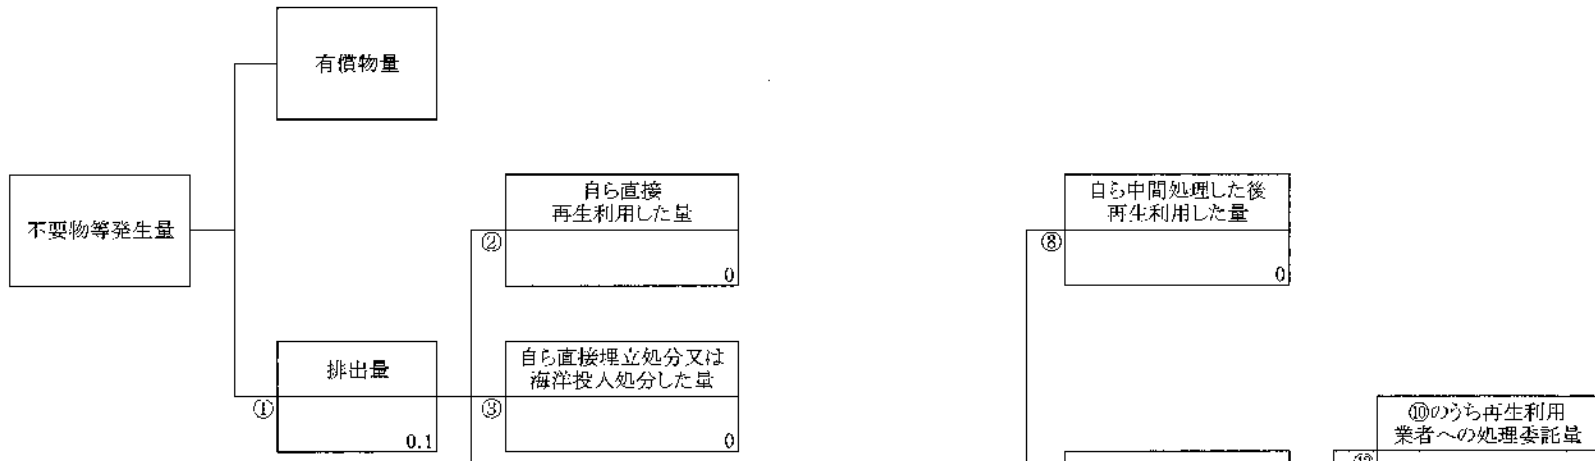 有償物量
不要物等発生量
自ら直接
再生利用した量
②
0
自ら中間処理した後
再生利用した量
⑧
0
排出量
①
0.1
自ら直接埋立処分又は
海洋投入処分した量
③
0
⑩のうち再生利用
業者への処理委託量